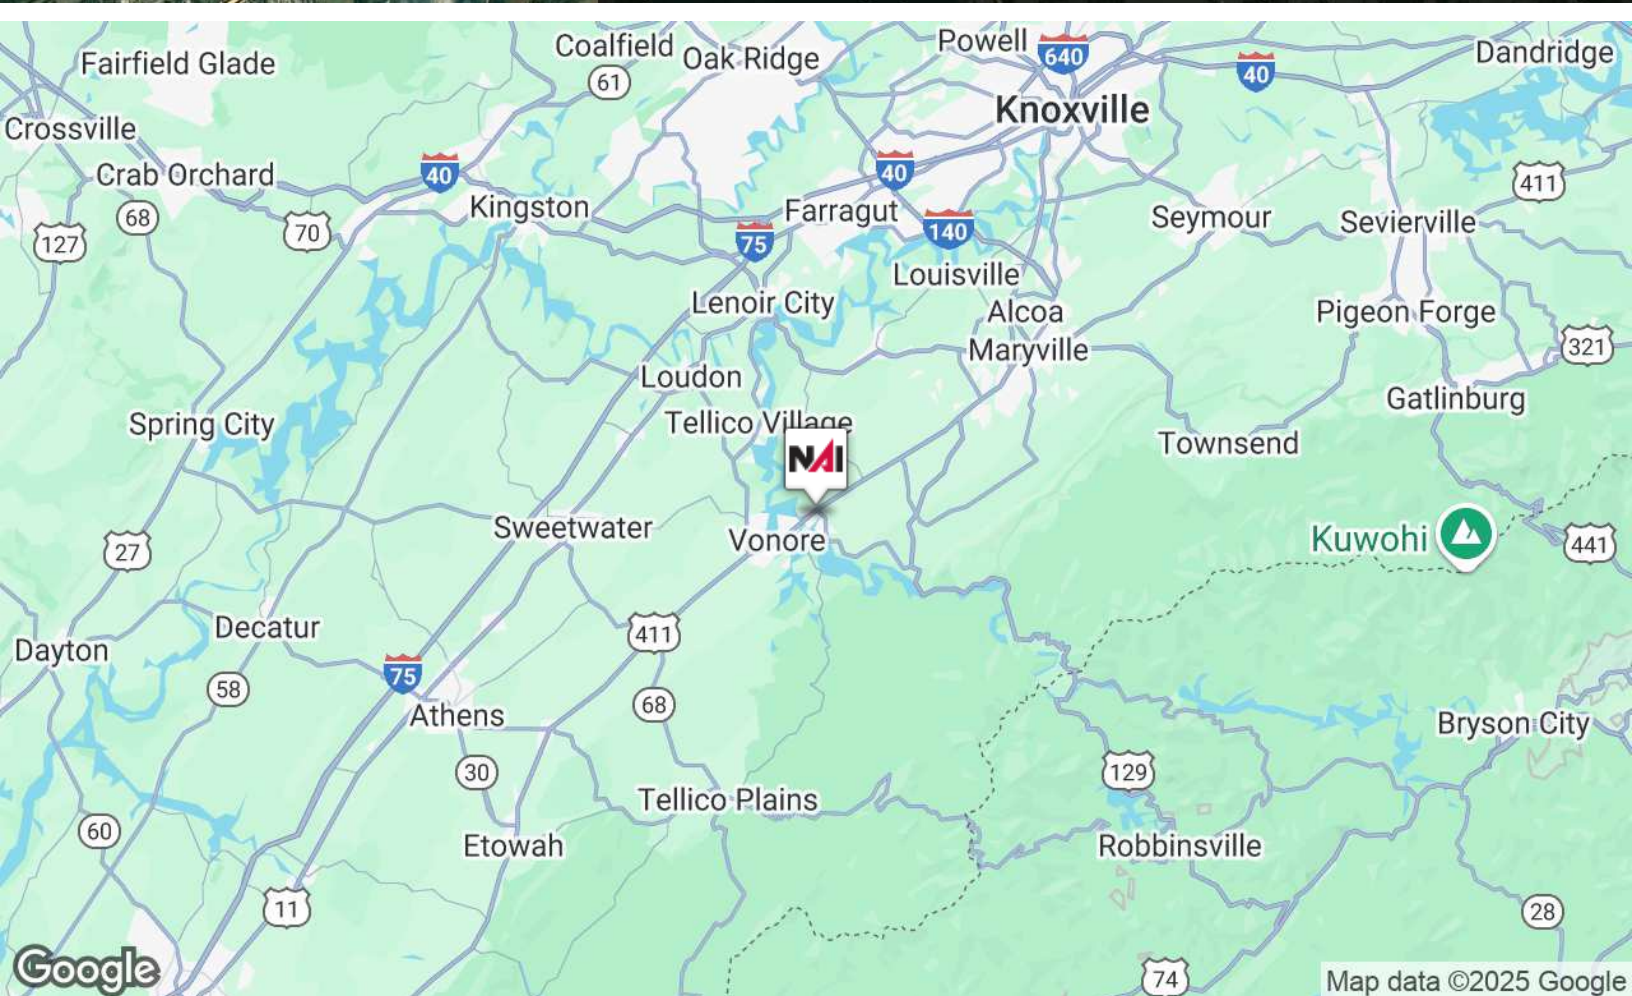 Coalfield
Powell
640
Dandridge
Fairfield Glade
Oak Ridge
40
61
Knoxville
Crossville
Crab Orchard
40
40
411
68
Kingston
Farragut
Seymour
Sevierville
127
70
75
140
Louisville
Lenoir City
Alcoa
Pigeon Forge
Maryville
321
Loudon
Gatlinburg
Spring City
Tellico Village
Townsend
NAI
Sweetwater
Vonore
Kuwohi
27
441
Decatur
411
Dayton
75
58
68
Athens
Bryson City
30
129
Tellico Plains
60
Etowah
Robbinsville
11
28
Google
74
Map data ©2025 Google